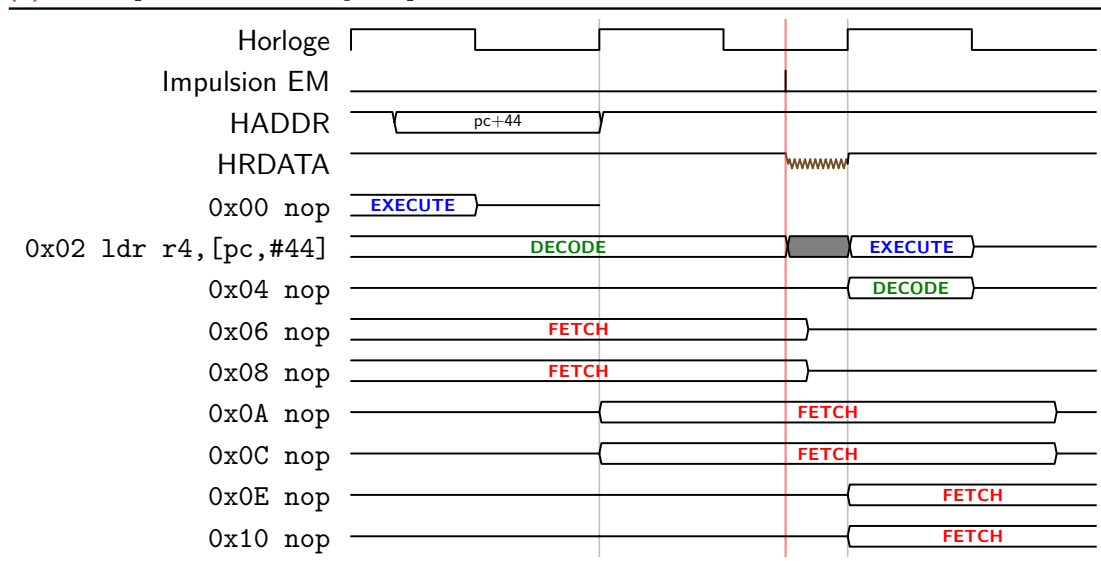 Horloge
Impulsion EM
HADDR pc+44
HRDATA
0x00 nop EXECUTE
0x02 ldr r4,[pc,#44] DECODE EXECUTE
0x04 nop DECODE
0x06 nop FETCH
0x08 nop FETCH
0x0A nop FETCH
0x0C nop FETCH
0x0E nop FETCH
0x10 nop FETCH